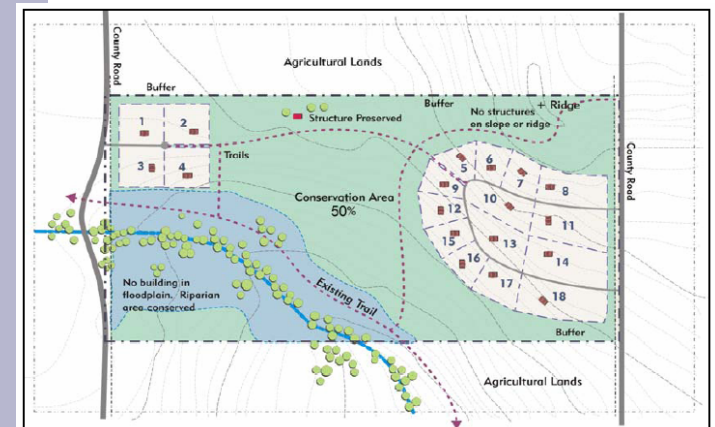 County Road
Agricultural Lands
Buffer
Buffer
+ Ridge
No structures
on slope or ridge
Structure Preserved
County Road
1
2
3
4
Trails
5
6
7
8
9
10
11
12
13
14
15
16
17
18
Conservation Area
50%
No building in
floodplain. Riparian
area conserved
Existing Trail
Buffer
Agricultural Lands